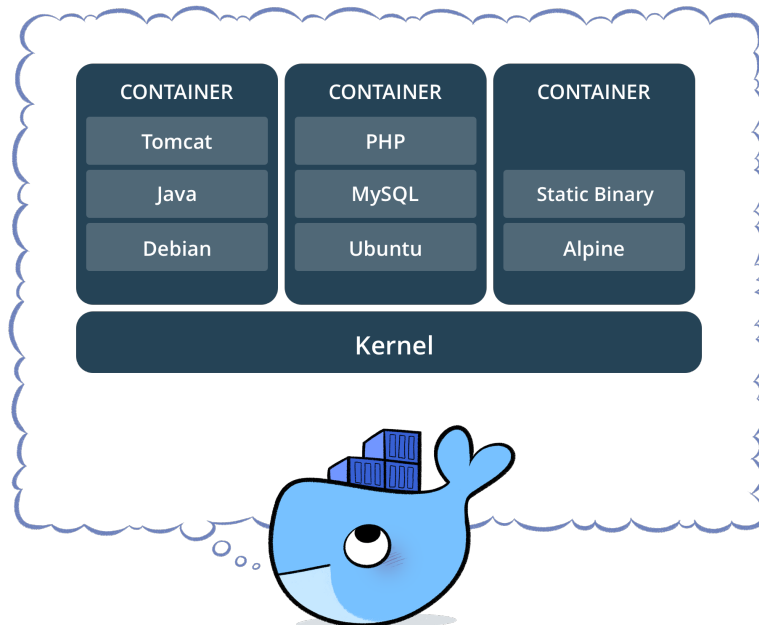 CONTAINER
Tomcat
Java
Debian
CONTAINER
PHP
MySQL
Ubuntu
CONTAINER
Static Binary
Alpine
Kernel